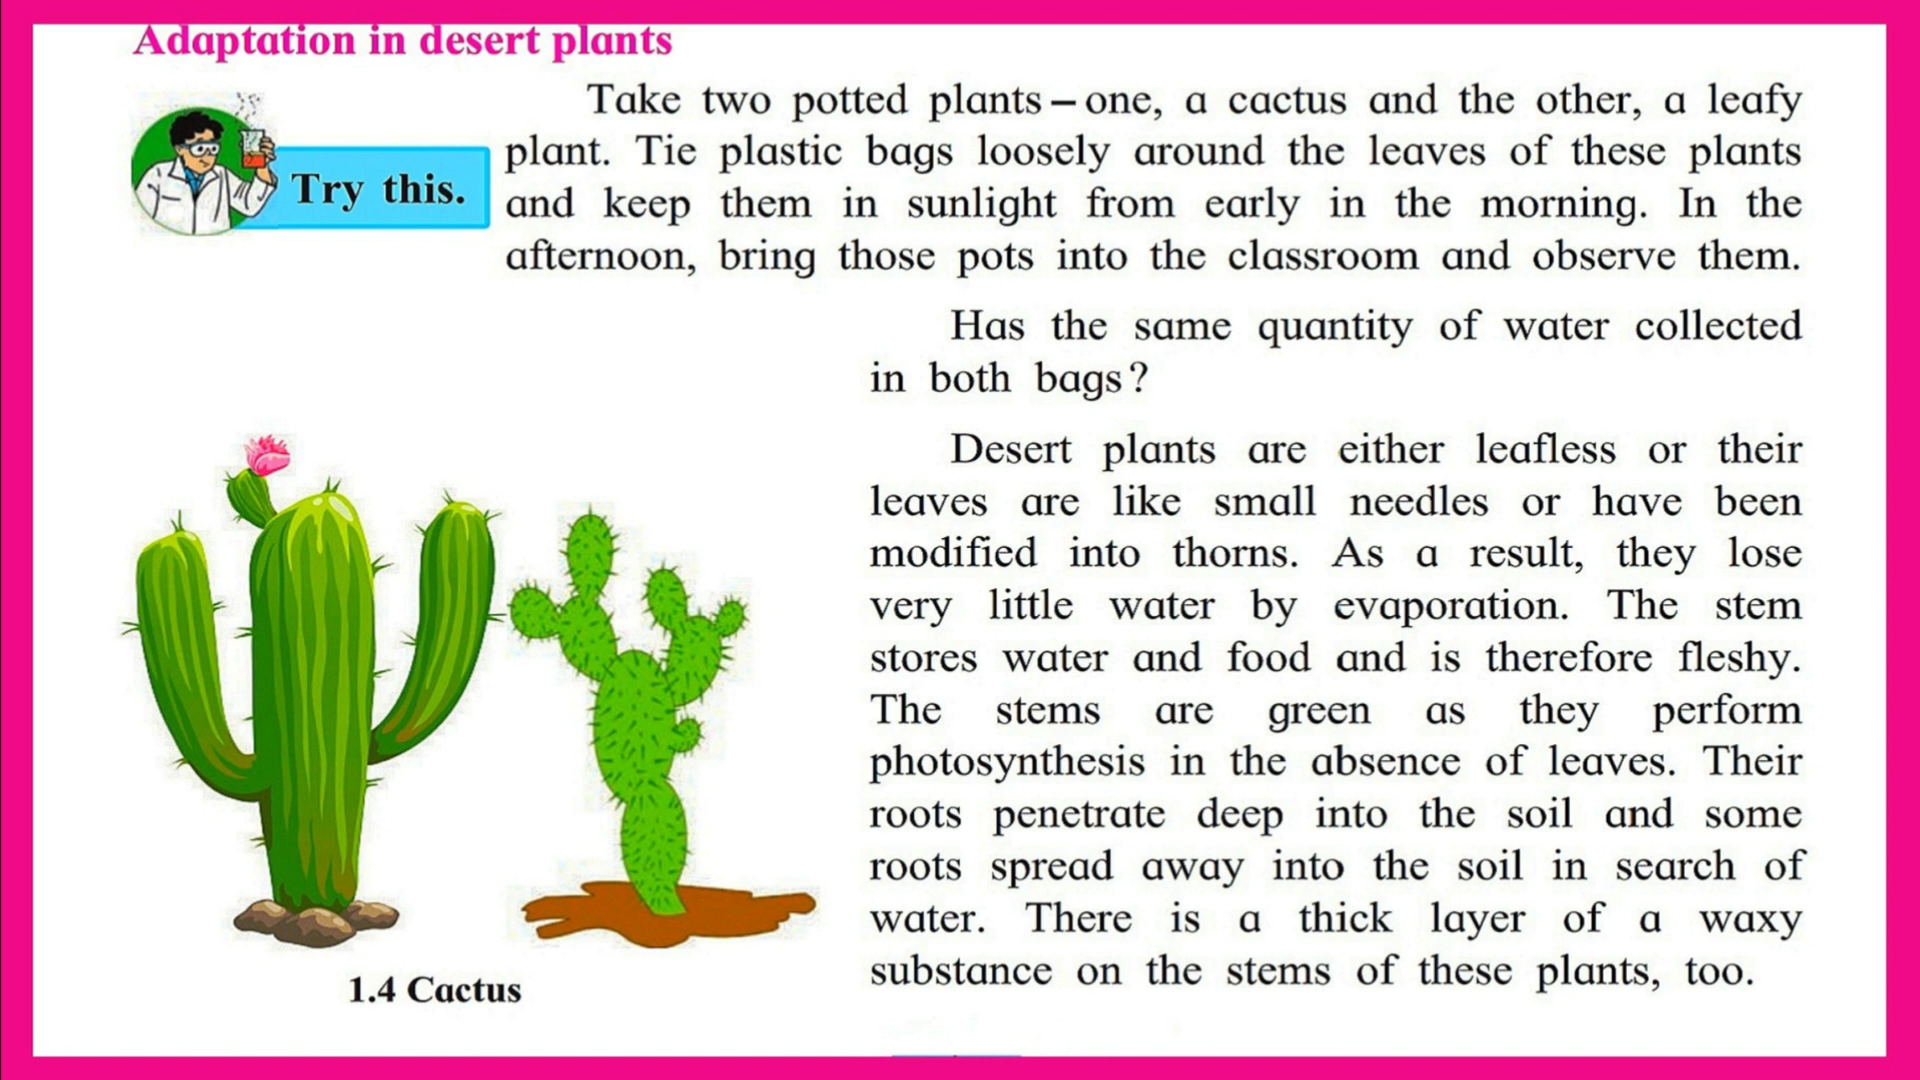 Adaptation in desert plants
Take two potted plants – one, a cactus and the other, a leafy
plant. Tie plastic bags loosely around the leaves of these plants
Try this.
and keep them in sunlight from early in the morning. In the
afternoon, bring those pots into the classroom and observe them.
Has the same quantity of water collected
in both bags?
Desert plants are either leafless or their
leaves are like small needles or have been
modified into thorns. As a result, they lose
very little water by evaporation. The stem
stores water and food and is therefore fleshy.
The stems are green as they perform
photosynthesis in the absence of leaves. Their
roots penetrate deep into the soil and some
roots spread away into the soil in search of
water. There is a thick layer of a waxy
substance on the stems of these plants, too.
1.4 Cactus